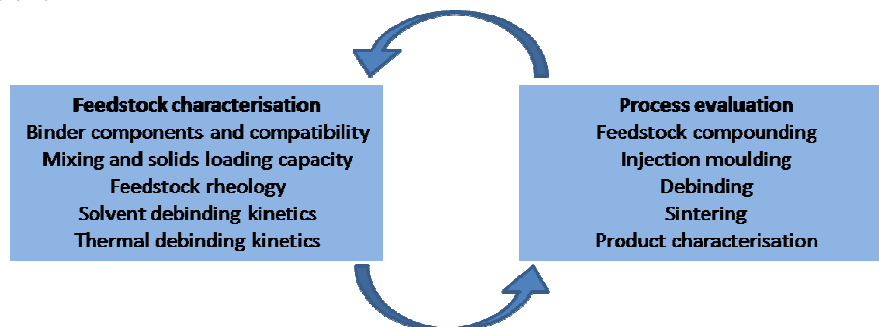 Feedstock characterisation
Binder components and compatibility
Mixing and solids loading capacity
Feedstock rheology
Solvent debinding kinetics
Thermal debinding kinetics
Process evaluation
Feedstock compounding
Injection moulding
Debinding
Sintering
Product characterisation